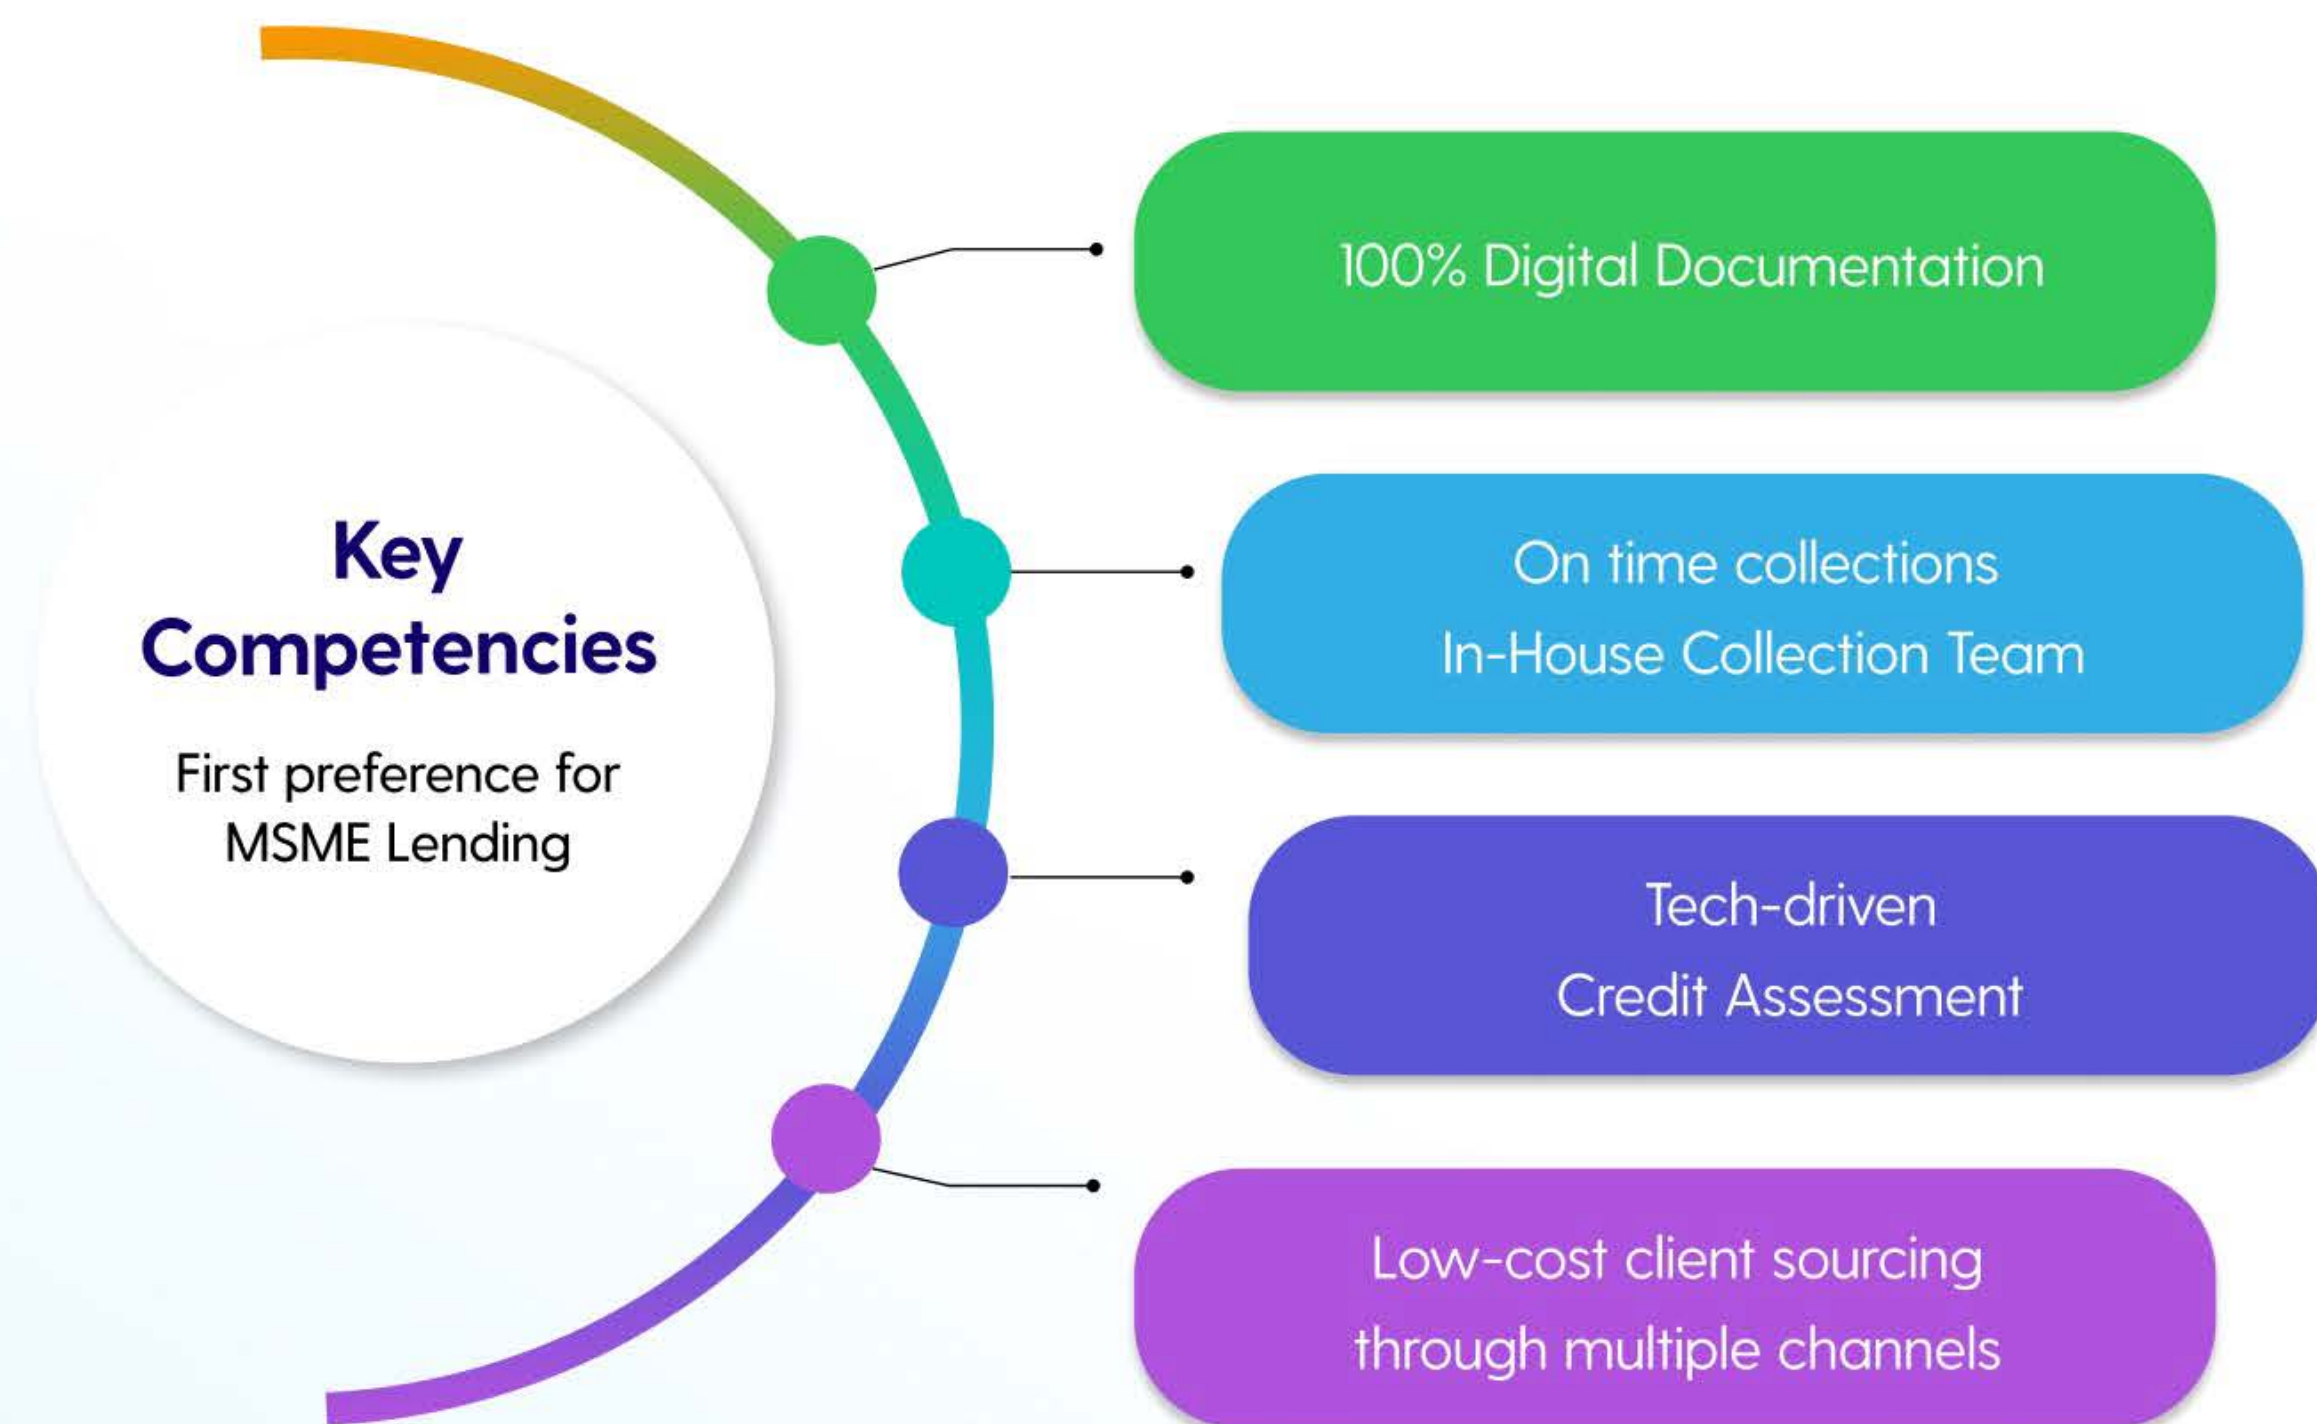 Key
Competencies
First preference for
MSME Lending
100% Digital Documentation
On time collections
In-House Collection Team
Tech-driven
Credit Assessment
Low-cost client sourcing
through multiple channels